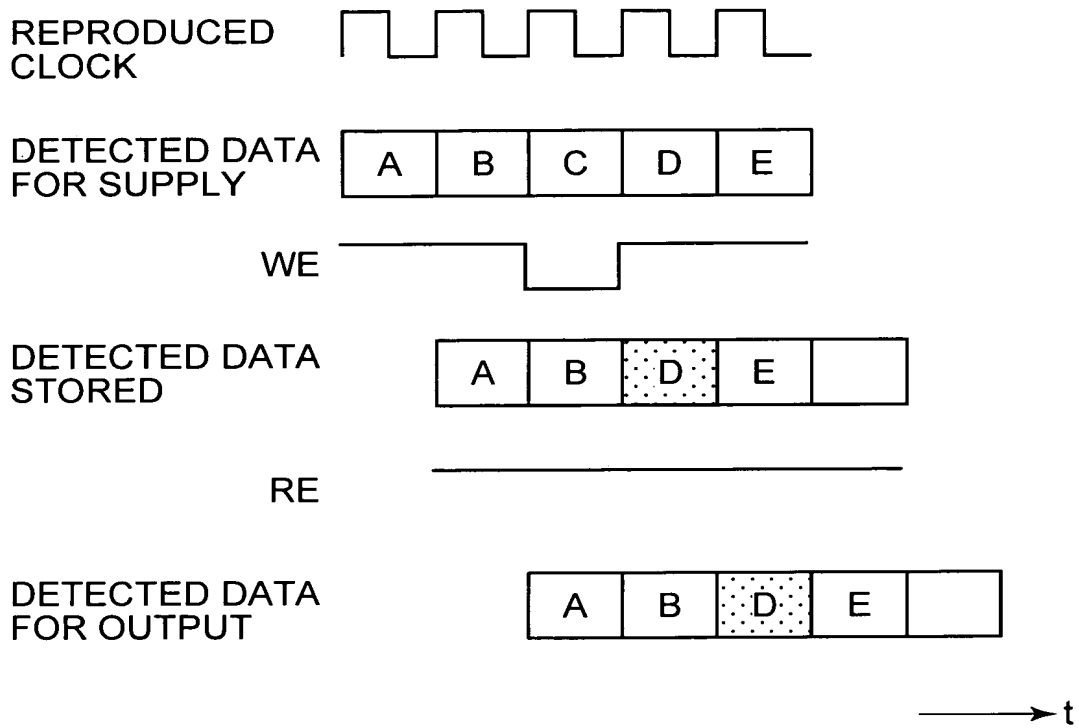 REPRODUCED
CLOCK
DETECTED DATA
FOR SUPPLY
A B C D E
WE
DETECTED DATA
STORED
A B D E
RE
DETECTED DATA
FOR OUTPUT
A B D E
t